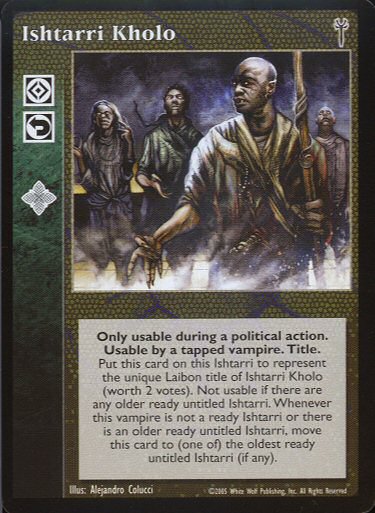 Ishtarri Kholo
Only usable during a political action.
Usable by a tapped vampire. Title.
Put this card on this Ishtarri to represent
the unique Laibon title of Ishtarri Kholo
(worth 2 votes). Not usable if there are
any older ready untitled Ishtarri. Whenever
this vampire is not a ready Ishtarri or there
is an older ready untitled Ishtarri, move
this card to (one of) the oldest ready
untitled Ishtarri (if any).
Illus: Alejandro Colucci ©2005 White Wolf Publishing, Inc. All Rights Reserved